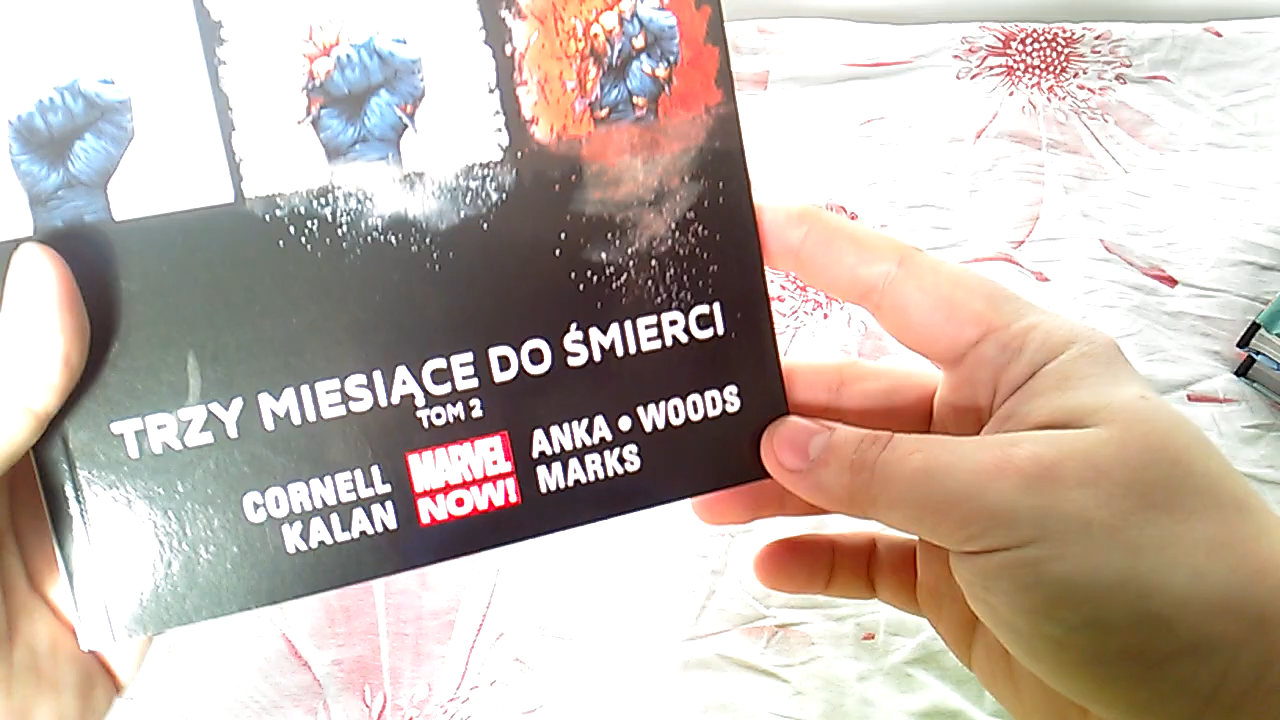 TRZY MIESIĄCE DO ŚMIERCI
TOM 2
CORNELL
KALAN
MARVEL
NOW!
ANKA • WOODS
MARKS